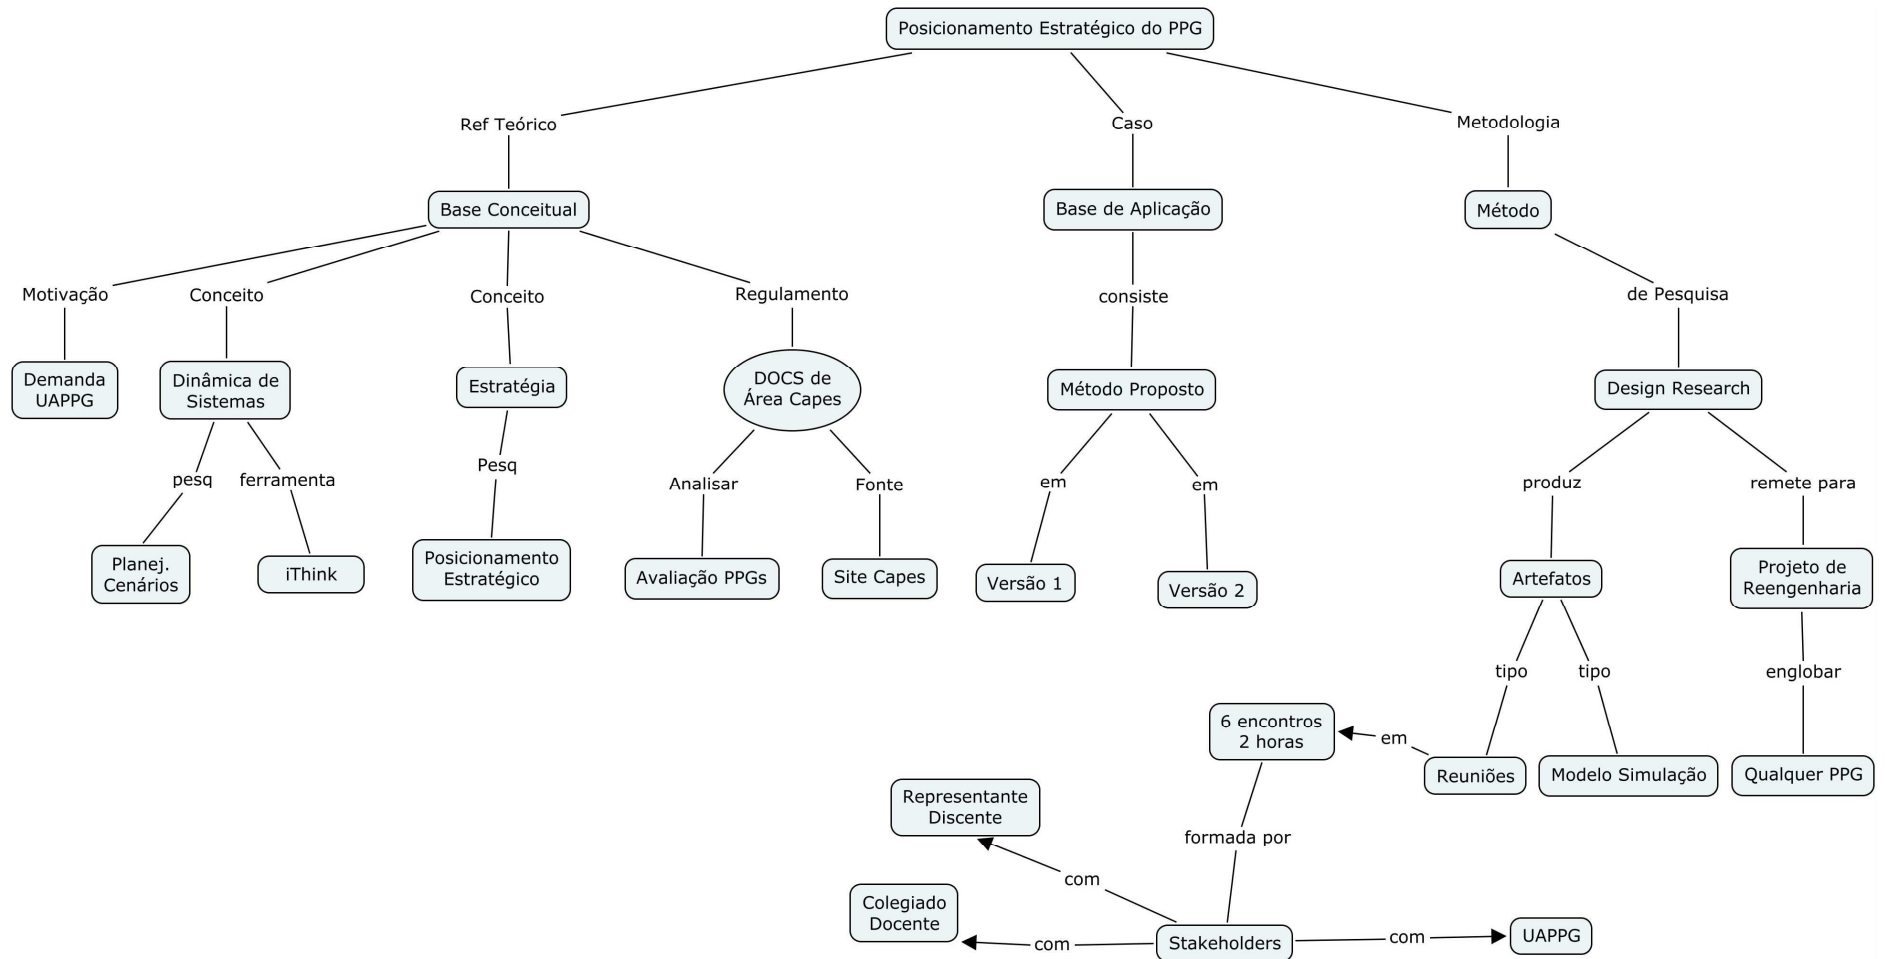 Posicionamento Estratégico do PPG
Ref Teórico
Caso
Metodologia
Base Conceitual
Base de Aplicação
Método
Motivação
Conceito
Conceito
Regulamento
consiste
de Pesquisa
Demanda
UAPPG
Dinâmica de
Sistemas
Estratégia
DOCS de
Área Capes
Método Proposto
Design Research
pesq
ferramenta
Pesq
Analisar
Fonte
em
em
produz
remete para
Planej.
Cenários
iThink
Posicionamento
Estratégico
Avaliação PPGs
Site Capes
Versão 1
Versão 2
Artefatos
Projeto de
Reengenharia
tipo
tipo
englobar
6 encontros
2 horas
em
Reuniões
Modelo Simulação
Qualquer PPG
Representante
Discente
formada por
com
Colegiado
Docente
com
Stakeholders
com
UAPPG